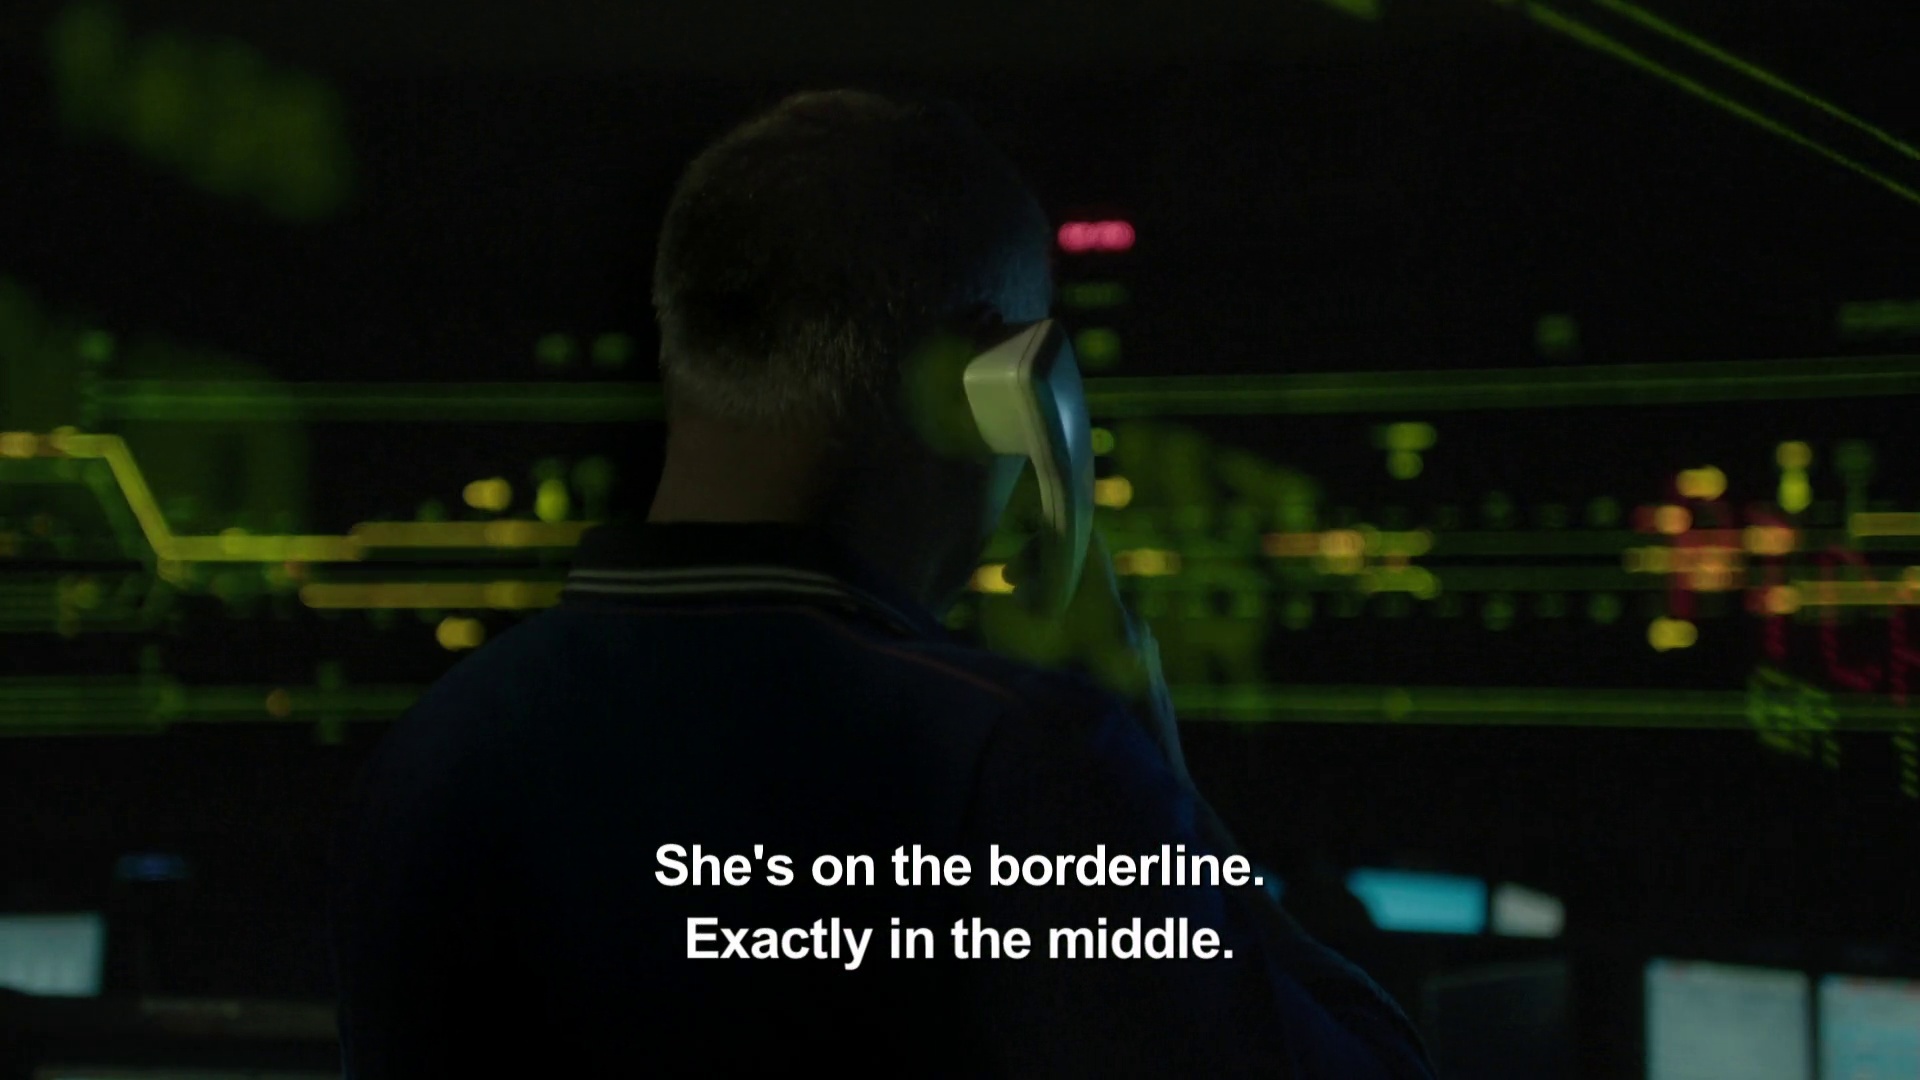 She's on the borderline.
Exactly in the middle.